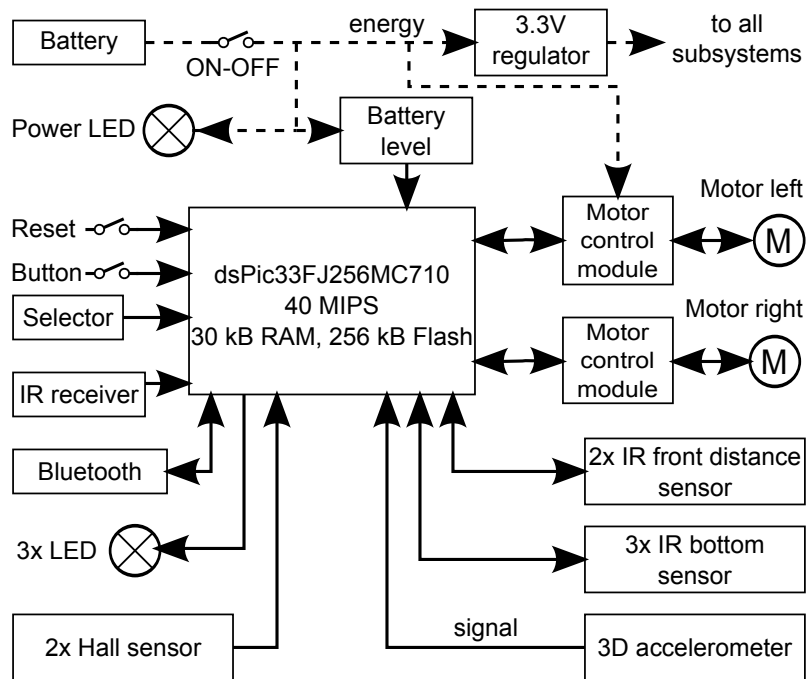 Battery
ON-OFF
energy
3.3V
regulator
to all
subsystems
Power LED
Battery
level
Reset
Button
Selector
IR receiver
Bluetooth
3x LED
2x Hall sensor
dsPic33FJ256MC710
40 MIPS
30 kB RAM, 256 kB Flash
Motor
control
module
Motor left
M
Motor
control
module
Motor right
M
2x IR front distance
sensor
3x IR bottom
sensor
signal
3D accelerometer